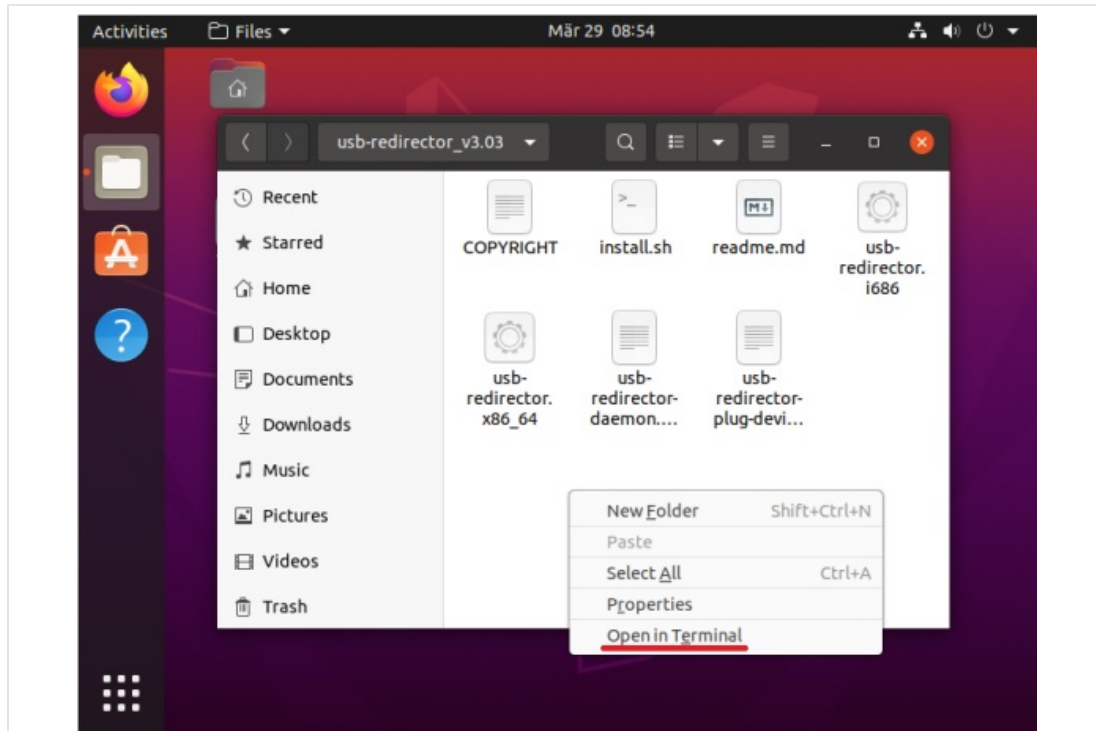 Activities Files Mär 29 08:54
usb-redirector_v3.03
Recent
Starred
Home
Desktop
Documents
Downloads
Music
Pictures
Videos
Trash
COPYRIGHT
install.sh
readme.md
usb-
redirector.
i686
usb-
redirector.
x86_64
usb-
redirector-
daemon....
usb-
redirector-
plug-devi...
New Folder Shift+Ctrl+N
Paste
Select All Ctrl+A
Properties
Open in Terminal